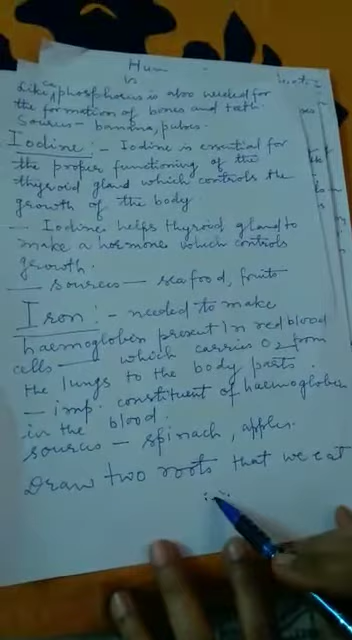 Like Ca, phosphorus is also needed for
the formation of bones and teeth.
Sources - banana, pulses.
Iodine :- Iodine is essential for
the proper functioning of the
thyroid gland which controls the
growth of the body
- Iodine helps thyroid gland to
make a hormone which controls
growth.
- sources - seafood, fruits
Iron :- needed to make
haemoglobin present in red blood
cells - which carries O2 from
the lungs to the body parts.
- imp. constituent of haemoglobin
in the blood.
sources - spinach, apples.
Draw two roots that we eat